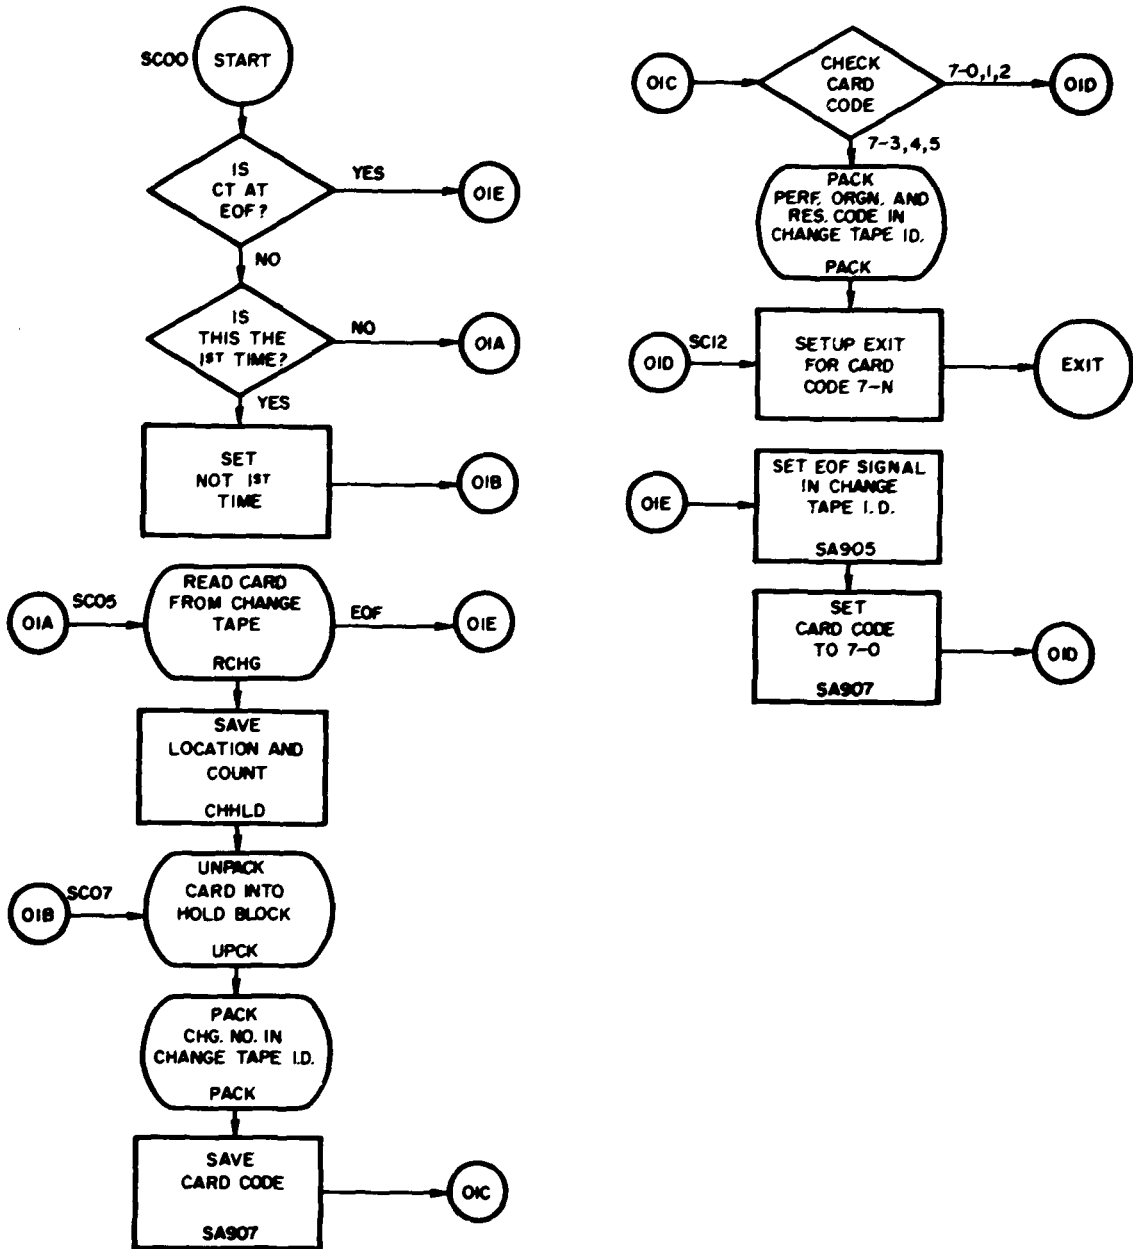 SC00
START
IS
CT AT
EOF?
YES
01E
NO
IS
THIS THE
1ST TIME?
NO
01A
YES
SET
NOT 1ST
TIME
01B
01A
SC05
READ CARD
FROM CHANGE
TAPE
RCHG
EOF
01E
SAVE
LOCATION AND
COUNT
CHHLD
01B
SC07
UNPACK
CARD INTO
HOLD BLOCK
UPCK
PACK
CHG. NO. IN
CHANGE TAPE I.D.
PACK
SAVE
CARD CODE
SA907
01C
01C
CHECK
CARD
CODE
7-0,1,2
01D
7-3,4,5
PACK
PERF. ORGN. AND
RES. CODE IN
CHANGE TAPE ID.
PACK
01D
SC12
SETUP EXIT
FOR CARD
CODE 7-N
EXIT
01E
SET EOF SIGNAL
IN CHANGE
TAPE I.D.
SA905
SET
CARD CODE
TO 7-0
SA907
01D